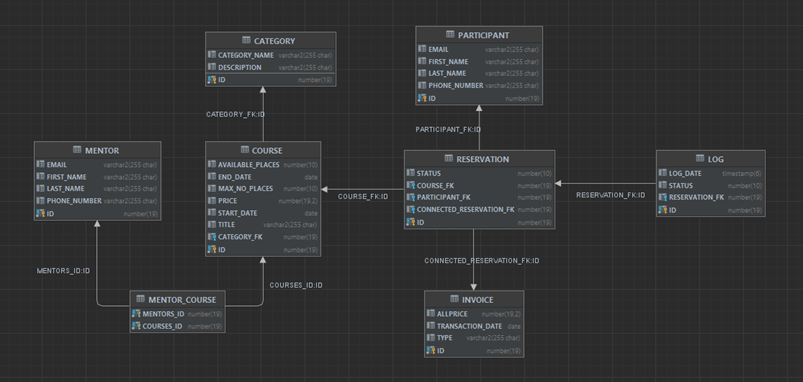 CATEGORY
CATEGORY_NAME varchar2(255 char)
DESCRIPTION varchar2(255 char)
ID number(19)
PARTICIPANT
EMAIL varchar2(255 char)
FIRST_NAME varchar2(255 char)
LAST_NAME varchar2(255 char)
PHONE_NUMBER varchar2(255 char)
ID number(19)
CATEGORY_FK:ID
PARTICIPANT_FK:ID
MENTOR
EMAIL varchar2(255 char)
FIRST_NAME varchar2(255 char)
LAST_NAME varchar2(255 char)
PHONE_NUMBER varchar2(255 char)
ID number(19)
COURSE
AVAILABLE_PLACES number(10)
END_DATE date
MAX_NO_PLACES number(10)
PRICE number(19,2)
START_DATE date
TITLE varchar2(255 char)
CATEGORY_FK number(19)
ID number(19)
COURSE_FK:ID
RESERVATION
STATUS number(10)
COURSE_FK number(19)
PARTICIPANT_FK number(19)
CONNECTED_RESERVATION_FK number(19)
ID number(19)
RESERVATION_FK:ID
LOG
LOG_DATE timestamp(6)
STATUS number(10)
RESERVATION_FK number(19)
ID number(19)
MENTORS_ID:ID
COURSES_ID:ID
CONNECTED_RESERVATION_FK:ID
MENTOR_COURSE
MENTORS_ID number(19)
COURSES_ID number(19)
INVOICE
ALLPRICE number(19,2)
TRANSACTION_DATE date
TYPE varchar2(255 char)
ID number(19)